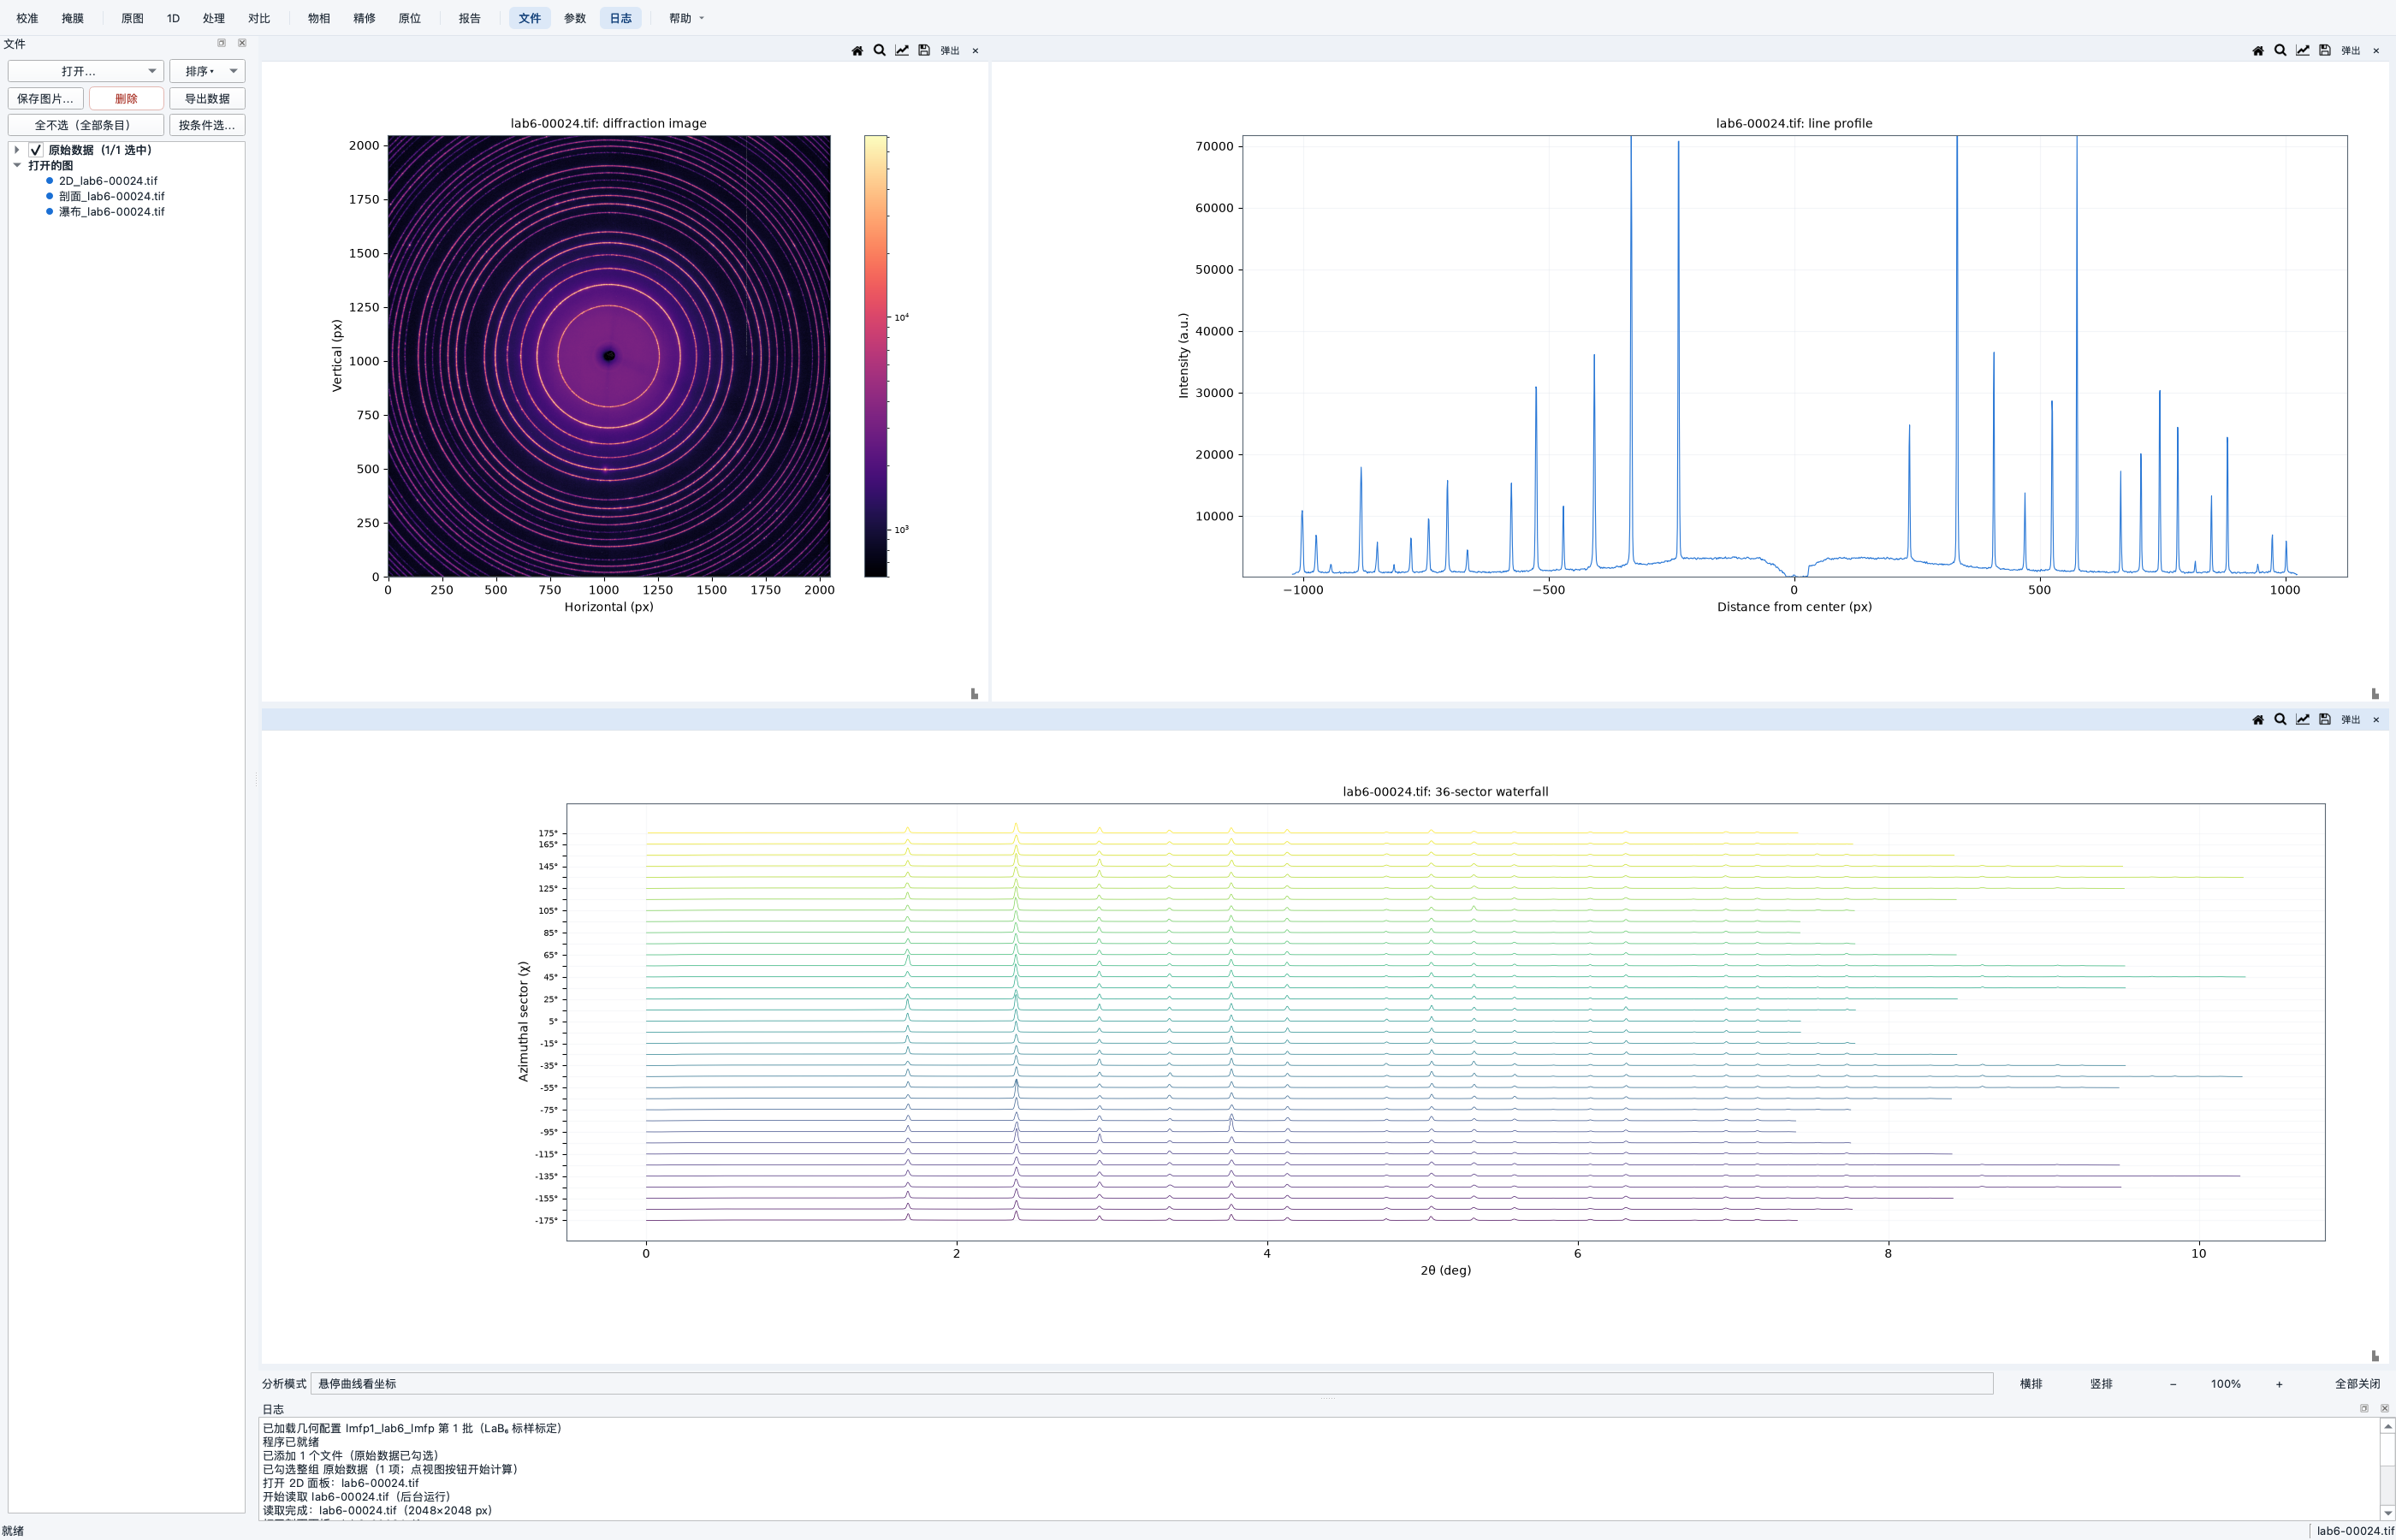 校准 掩膜 原图 1D 处理 对比 物相 精修 原位 报告 文件 参数 日志 帮助
文件
打开... 排序
保存图片... 删除 导出数据
全不选（全部条目） 按条件选...
原始数据（1/1 选中）
打开的图
2D_lab6-00024.tif
剖面_lab6-00024.tif
瀑布_lab6-00024.tif
弹出 ×
lab6-00024.tif: diffraction image
2000
1750
1500
1250
1000
750
500
250
0
Vertical (px)
0 250 500 750 1000 1250 1500 1750 2000
Horizontal (px)
10⁴
10³
弹出 ×
lab6-00024.tif: line profile
70000
60000
50000
40000
30000
20000
10000
Intensity (a.u.)
−1000 −500 0 500 1000
Distance from center (px)
弹出 ×
lab6-00024.tif: 36-sector waterfall
175°
165°
145°
125°
105°
85°
65°
45°
25°
5°
-15°
-35°
-55°
-75°
-95°
-115°
-135°
-155°
-175°
Azimuthal sector (χ)
0 2 4 6 8 10
2θ (deg)
分析模式 悬停曲线看坐标 横排 竖排 − 100% + 全部关闭
日志
已加载几何配置 lmfp1_lab6_lmfp 第 1 批（LaB₆ 标样标定）
程序已就绪
已添加 1 个文件（原始数据已勾选）
已勾选整组 原始数据（1 项；点视图按钮开始计算）
打开 2D 面板：lab6-00024.tif
开始读取 lab6-00024.tif（后台运行）
读取完成：lab6-00024.tif（2048×2048 px）
就绪 lab6-00024.tif